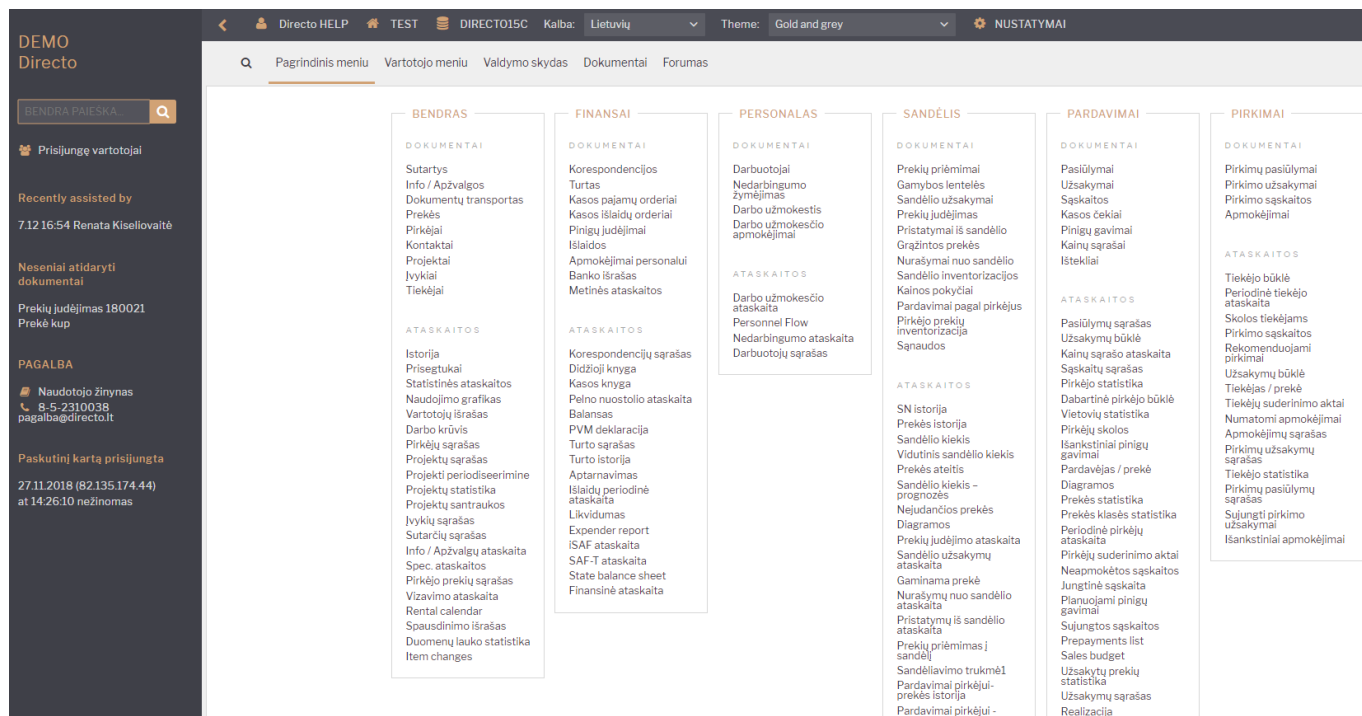 DEMO
Directo
BENDRA PAIEŠKA...
Prisijungę vartotojai
Recently assisted by
7.12 16:54 Renata Kiseliovaitė
Neseniai atidaryti
dokumentai
Prekių judėjimas 180021
Prekė kup
PAGALBA
Naudotojo žinynas
8-5-2310038
pagalba@directo.lt
Paskutinį kartą prisijungta
27.11.2018 (82.135.174.44)
at 14:26:10 nežinomas
Directo HELP TEST DIRECTO15C Kalba: Lietuvių Theme: Gold and grey NUSTATYMAI
Pagrindinis meniu Vartotojo meniu Valdymo skydas Dokumentai Forumas
BENDRAS
DOKUMENTAI
Sutartys
Info / Apžvalgos
Dokumentų transportas
Prekės
Pirkėjai
Kontaktai
Projektai
Įvykiai
Tiekėjai
ATASKAITOS
Istorija
Prisegtukai
Statistinės ataskaitos
Naudojimo grafikas
Vartotojų išrašas
Darbo krūvis
Pirkėjų sąrašas
Projektų sąrašas
Projekti periodiseerimine
Projektų statistika
Projektų santraukos
Įvykių sąrašas
Sutarčių sąrašas
Info / Apžvalgų ataskaita
Spec. ataskaitos
Pirkėjo prekių sąrašas
Vizavimo ataskaita
Rental calendar
Spausdinimo išrašas
Duomenų lauko statistika
Item changes
FINANSAI
DOKUMENTAI
Korespondencijos
Turtas
Kasos pajamų orderiai
Kasos išlaidų orderiai
Pinigų judėjimai
Išlaidos
Apmokėjimai personalui
Banko išrašas
Metinės ataskaitos
ATASKAITOS
Korespondencijų sąrašas
Didžioji knyga
Kasos knyga
Pelno nuostolio ataskaita
Balansas
PVM deklaracija
Turto sąrašas
Turto istorija
Aptarnavimas
Išlaidų periodinė
ataskaita
Likvidumas
Expender report
iSAF ataskaita
SAF-T ataskaita
State balance sheet
Finansinė ataskaita
PERSONALAS
DOKUMENTAI
Darbuotojai
Nedarbingumo
žymėjimas
Darbo užmokestis
Darbo užmokesčio
apmokėjimai
ATASKAITOS
Darbo užmokesčio
ataskaita
Personnel Flow
Nedarbingumo ataskaita
Darbuotojų sąrašas
SANDĖLIS
DOKUMENTAI
Prekių priėmimai
Gamybos lentelės
Sandėlio užsakymai
Prekių judėjimas
Pristatymai iš sandėlio
Grąžintos prekės
Nurašymai nuo sandėlio
Sandėlio inventorizacijos
Kainos pokyčiai
Pardavimai pagal pirkėjus
Pirkėjo prekių
inventorizacija
Sąnaudos
ATASKAITOS
SN istorija
Prekės istorija
Sandėlio kiekis
Vidutinis sandėlio kiekis
Prekės ateitis
Sandėlio kiekis –
prognozės
Nejudančios prekės
Diagramos
Prekių judėjimo ataskaita
Sandėlio užsakymų
ataskaita
Gaminama prekė
Nurašymų nuo sandėlio
ataskaita
Pristatymų iš sandėlio
ataskaita
Prekių priėmimas į
sandėlį
Sandėliavimo trukmė1
Pardavimai pirkėjui-
prekės istorija
Pardavimai pirkėjui -
PARDAVIMAI
DOKUMENTAI
Pasiūlymai
Užsakymai
Sąskaitos
Kasos čekiai
Pinigų gavimai
Kainų sąrašai
Ištekliai
ATASKAITOS
Pasiūlymų sąrašas
Užsakymų būklė
Kainų sąrašo ataskaita
Sąskaitų sąrašas
Pirkėjo statistika
Dabartinė pirkėjo būklė
Vietovių statistika
Pirkėjų skolos
Išankstiniai pinigų
gavimai
Pardavėjas / prekė
Diagramos
Prekės statistika
Prekės klasės statistika
Periodinė pirkėjų
ataskaita
Pirkėjų suderinimo aktai
Neapmokėtos sąskaitos
Jungtinė sąskaita
Planuojami pinigų
gavimai
Sujungtos sąskaitos
Prepayments list
Sales budget
Užsakytų prekių
statistika
Užsakymų sąrašas
Realizacija
PIRKIMAI
DOKUMENTAI
Pirkimų pasiūlymai
Pirkimo užsakymai
Pirkimo sąskaitos
Apmokėjimai
ATASKAITOS
Tiekėjo būklė
Periodinė tiekėjo
ataskaita
Skolos tiekėjams
Pirkimo sąskaitos
Rekomenduojami
pirkimai
Užsakymų būklė
Tiekėjas / prekė
Tiekėjų suderinimo aktai
Numatomi apmokėjimai
Apmokėjimų sąrašas
Pirkimų užsakymų
sąrašas
Tiekėjo statistika
Pirkimų pasiūlymų
sąrašas
Sujungti pirkimo
užsakymai
Išankstiniai apmokėjimai